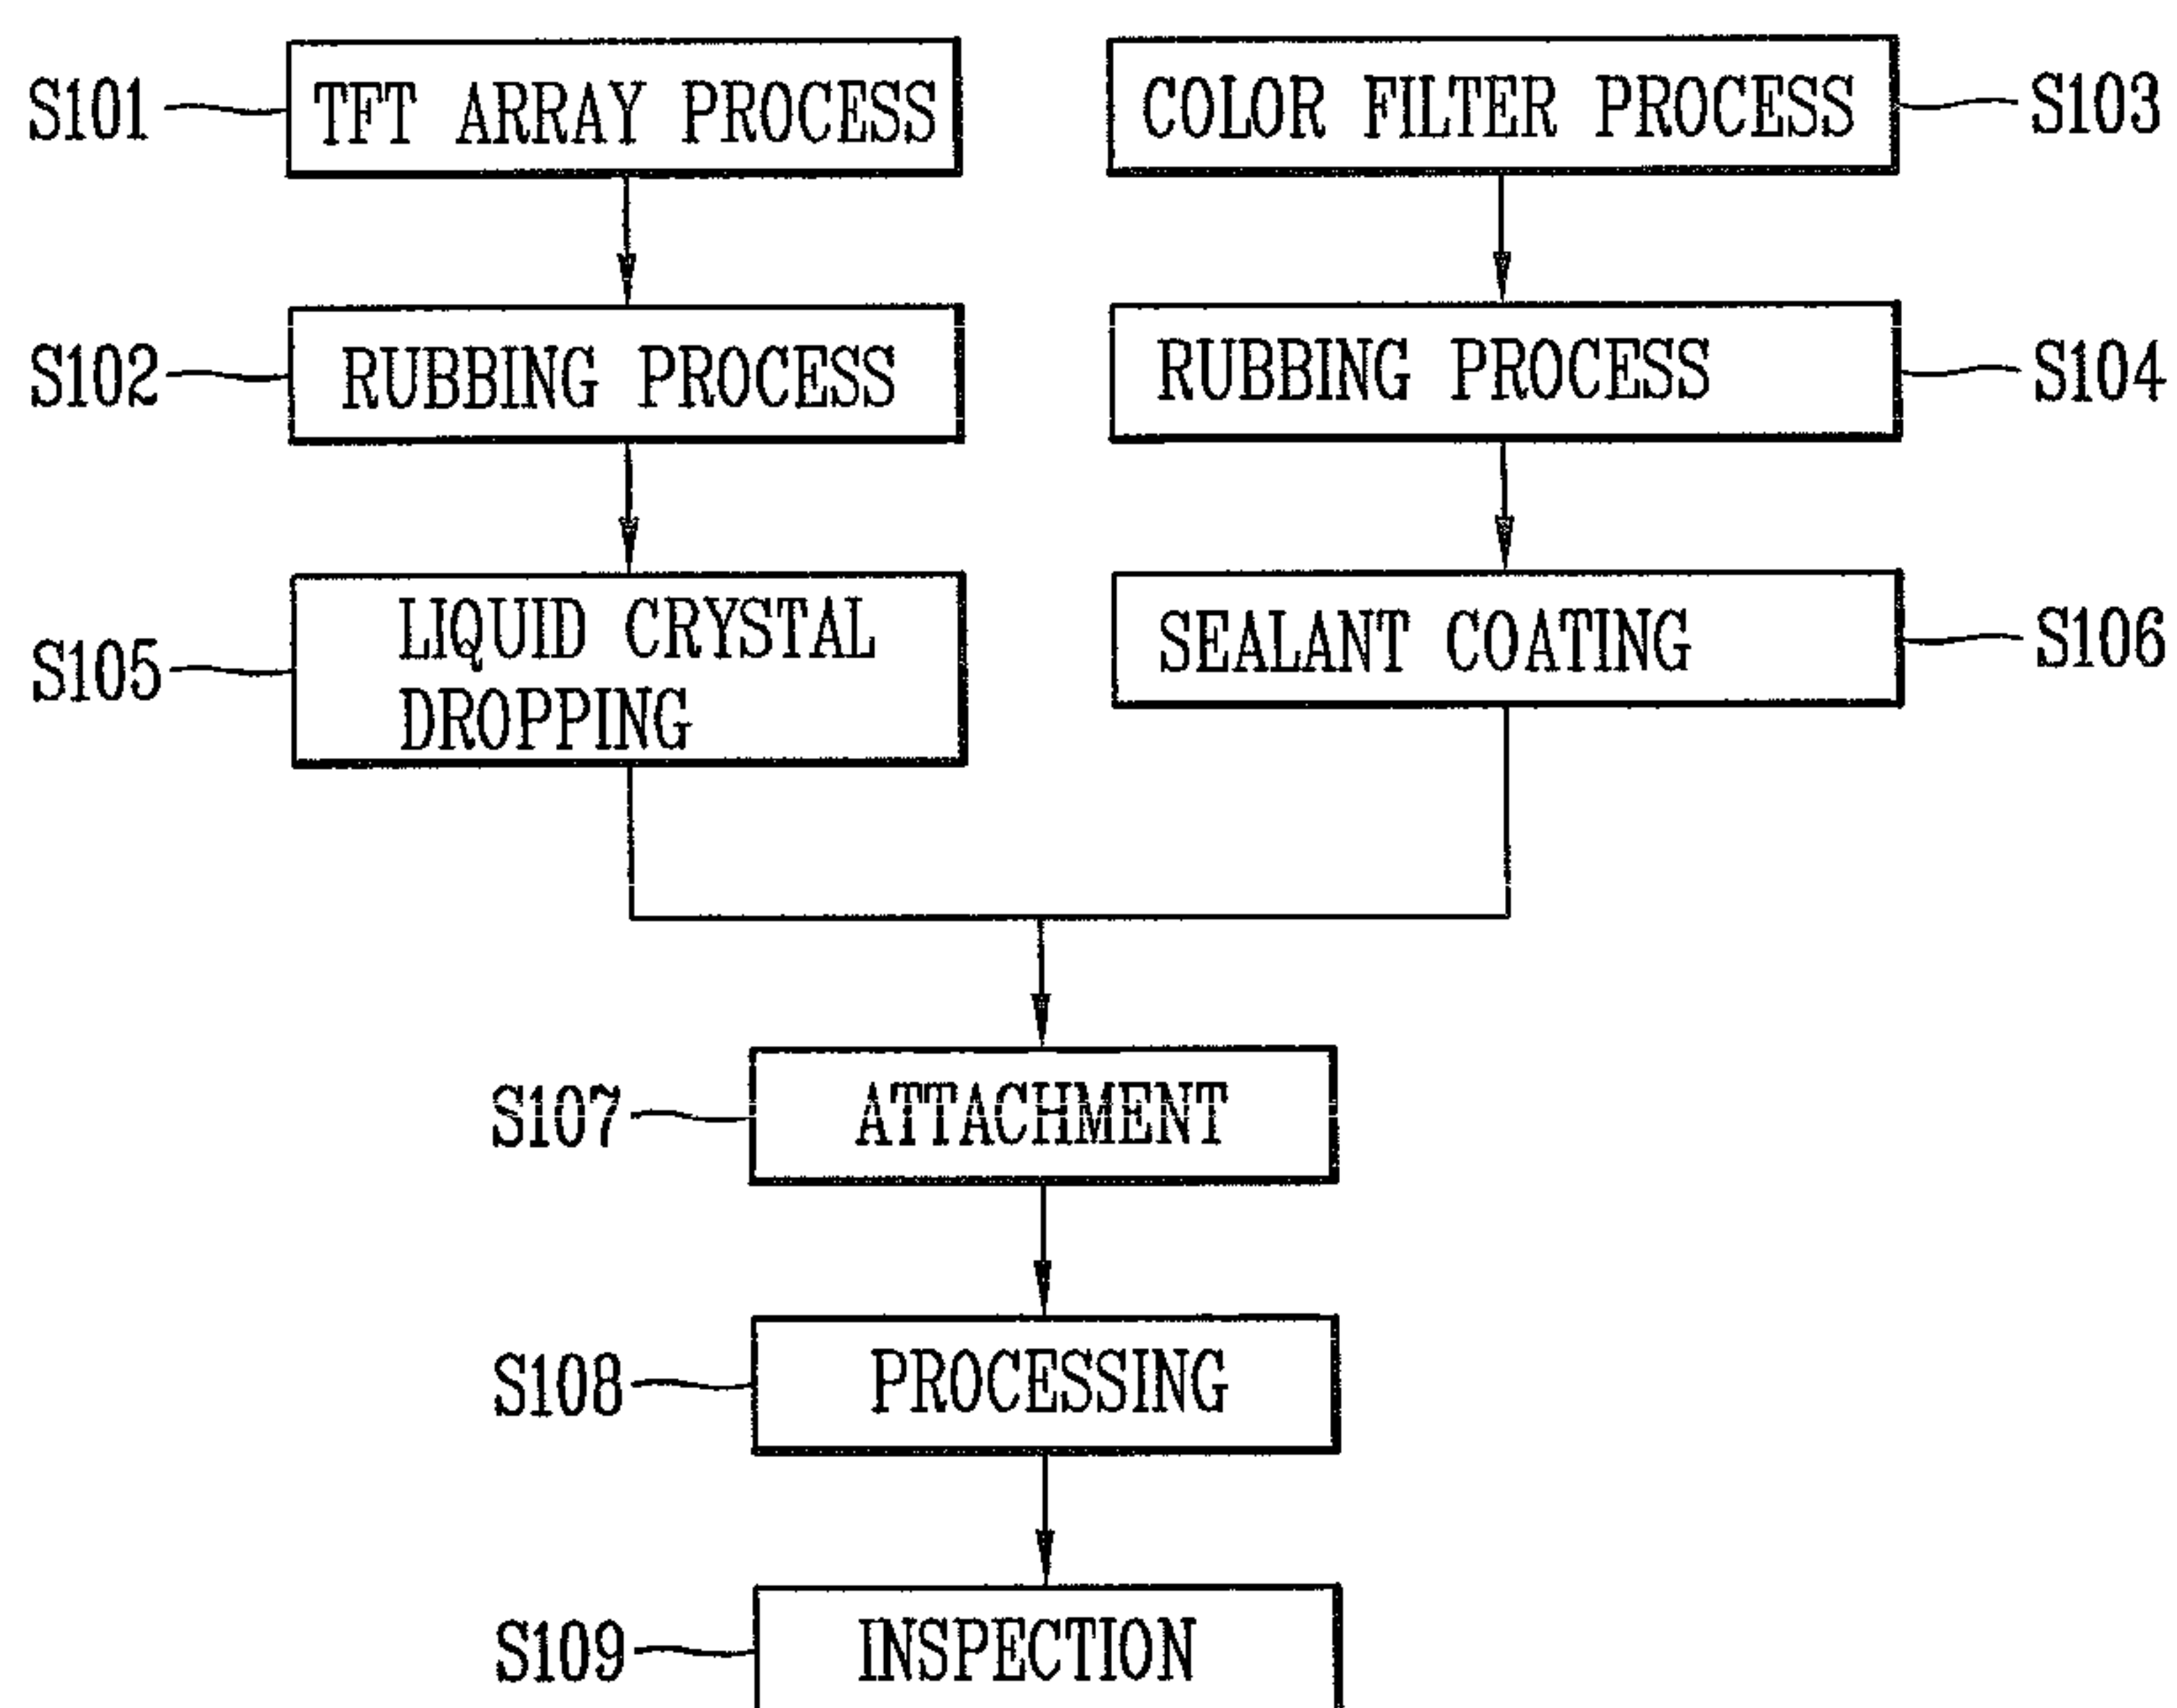 S101
TFT ARRAY PROCESS
COLOR FILTER PROCESS
S103
S102
RUBBING PROCESS
RUBBING PROCESS
S104
S105
LIQUID CRYSTAL
DROPPING
SEALANT COATING
S106
S107
ATTACHMENT
S108
PROCESSING
S109
INSPECTION